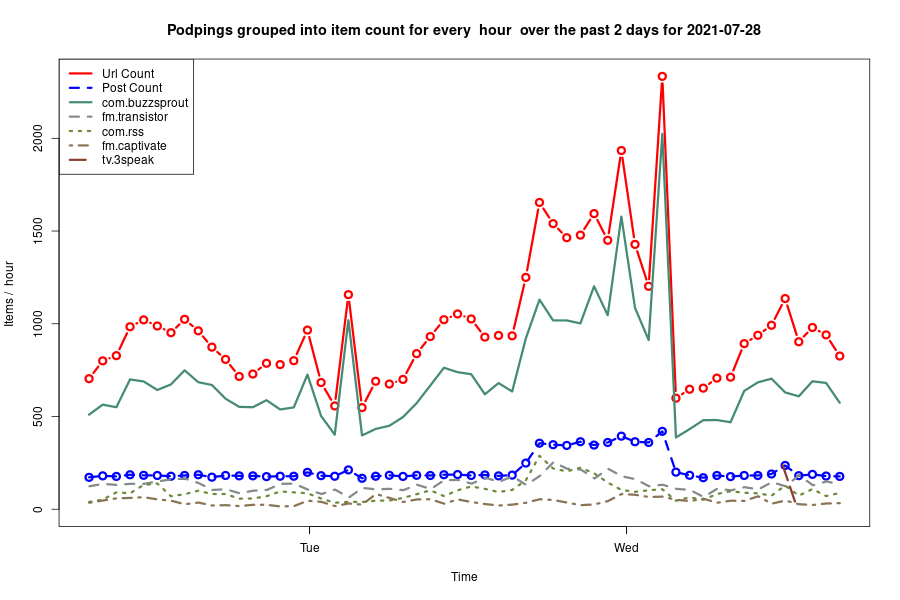 Podpings grouped into item count for every  hour  over the past 2 days for 2021-07-28
Url Count
Post Count
com.buzzsprout
fm.transistor
com.rss
fm.captivate
tv.3speak
2000
1500
1000
500
0
Items /  hour
Tue
Wed
Time